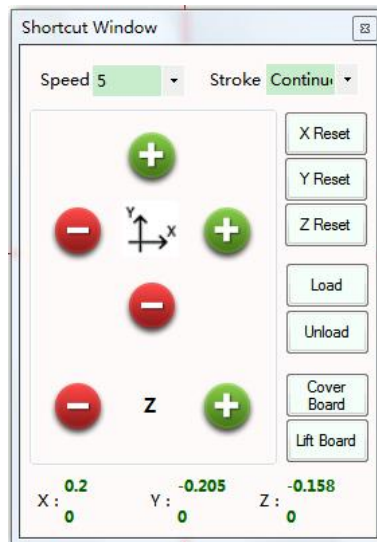 Shortcut Window
Speed 5 Stroke Continu
X Reset
Y Reset
Z Reset
Y
X
Load
Unload
Z
Cover
Board
Lift Board
0.2 -0.205 -0.158
X : Y : Z :
0 0 0